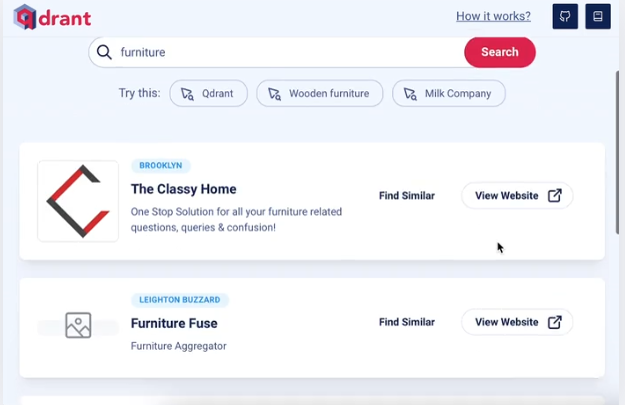 qdrant
How it works?
furniture
Search
Try this:
Qdrant
Wooden furniture
Milk Company
BROOKLYN
The Classy Home
One Stop Solution for all your furniture related
questions, queries & confusion!
Find Similar
View Website
LEIGHTON BUZZARD
Furniture Fuse
Furniture Aggregator
Find Similar
View Website